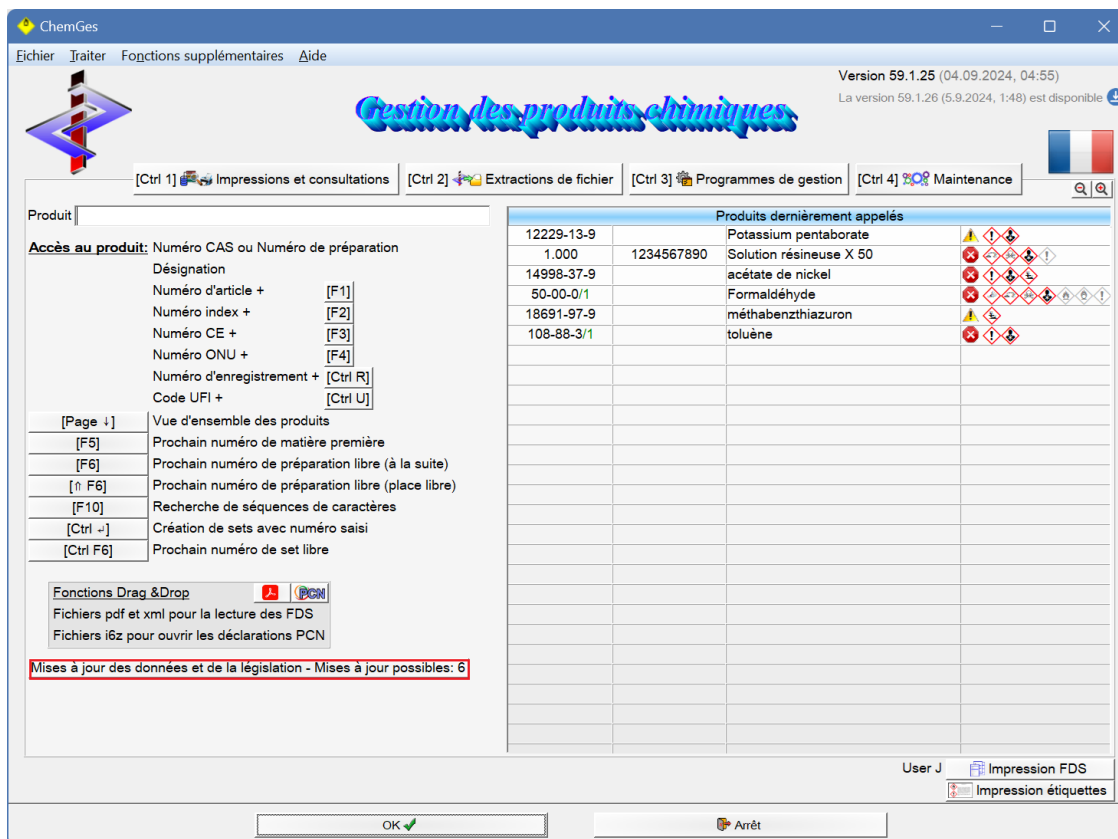 ChemGes
Fichier Traiter Fonctions supplémentaires Aide
Version 59.1.25 (04.09.2024, 04:55)
La version 59.1.26 (5.9.2024, 1:48) est disponible
Gestion des produits chimiques
[Ctrl 1] Impressions et consultations [Ctrl 2] Extractions de fichier [Ctrl 3] Programmes de gestion [Ctrl 4] Maintenance
Produit
Accès au produit: Numéro CAS ou Numéro de préparation
Désignation
Numéro d'article + [F1]
Numéro index + [F2]
Numéro CE + [F3]
Numéro ONU + [F4]
Numéro d'enregistrement + [Ctrl R]
Code UFI + [Ctrl U]
[Page ↓] Vue d'ensemble des produits
[F5] Prochain numéro de matière première
[F6] Prochain numéro de préparation libre (à la suite)
[⇑ F6] Prochain numéro de préparation libre (place libre)
[F10] Recherche de séquences de caractères
[Ctrl ↵] Création de sets avec numéro saisi
[Ctrl F6] Prochain numéro de set libre
Fonctions Drag &Drop PCN
Fichiers pdf et xml pour la lecture des FDS
Fichiers i6z pour ouvrir les déclarations PCN
Mises à jour des données et de la législation - Mises à jour possibles: 6
Produits dernièrement appelés
12229-13-9 Potassium pentaborate
1.000 1234567890 Solution résineuse X 50
14998-37-9 acétate de nickel
50-00-0/1 Formaldéhyde
18691-97-9 méthabenzthiazuron
108-88-3/1 toluène
User J Impression FDS
Impression étiquettes
OK Arrêt